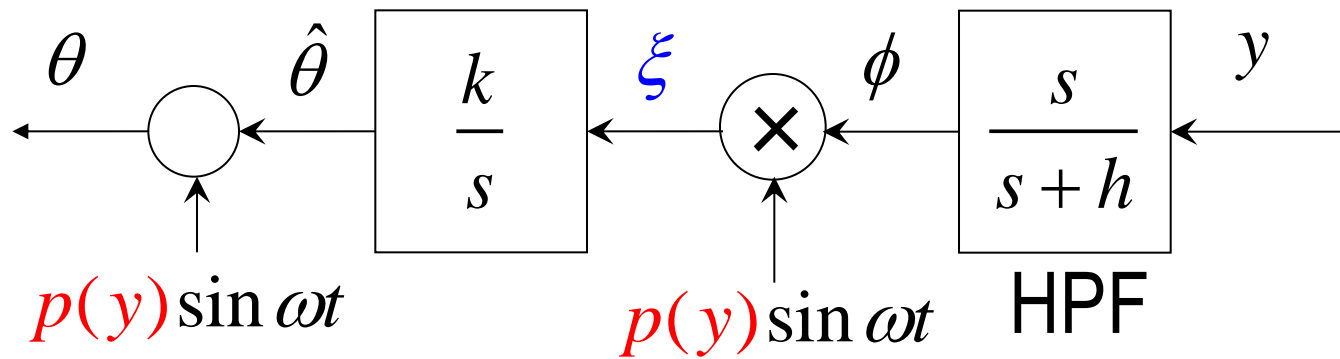 θ θ̂ k/s ξ × ϕ s/(s + h) y
p(y) sin ωt p(y) sin ωt HPF